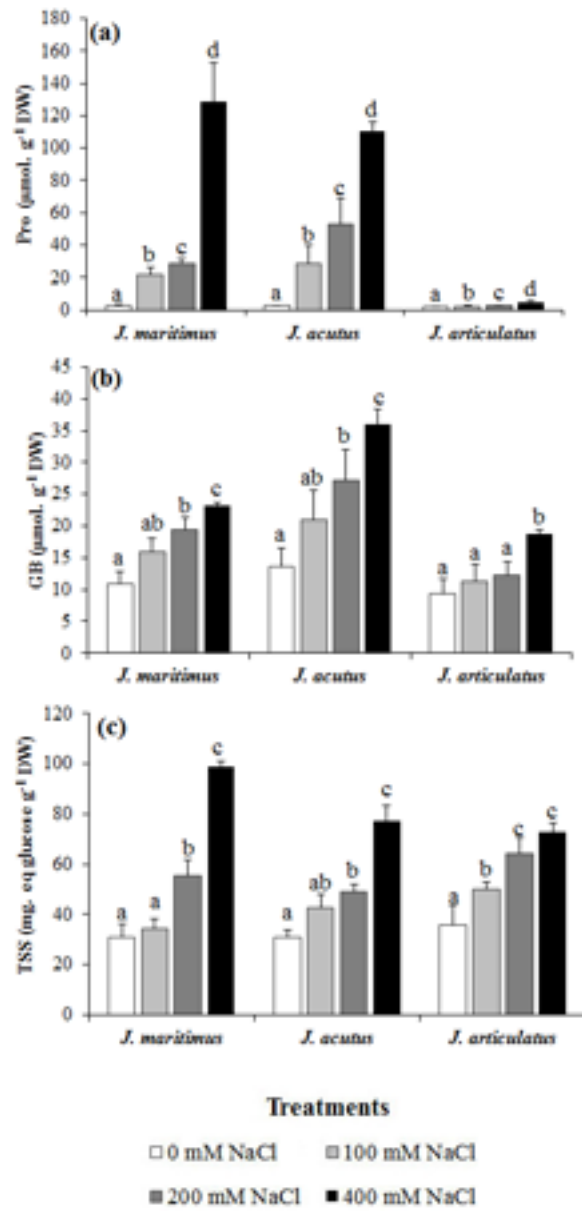 (a)
Pro (µmol. g⁻¹ DW)
180
160
140
120
100
80
60
40
20
0
a b c d
a b c d
a b c d
J. maritimus J. acutus J. articulatus
(b)
GB (µmol. g⁻¹ DW)
45
40
35
30
25
20
15
10
5
0
a ab b c
a ab b c
a a a b
J. maritimus J. acutus J. articulatus
(c)
TSS (mg. eq glucose g⁻¹ DW)
120
100
80
60
40
20
0
a a b c
a ab b c
a b c c
J. maritimus J. acutus J. articulatus
Treatments
0 mM NaCl 100 mM NaCl
200 mM NaCl 400 mM NaCl